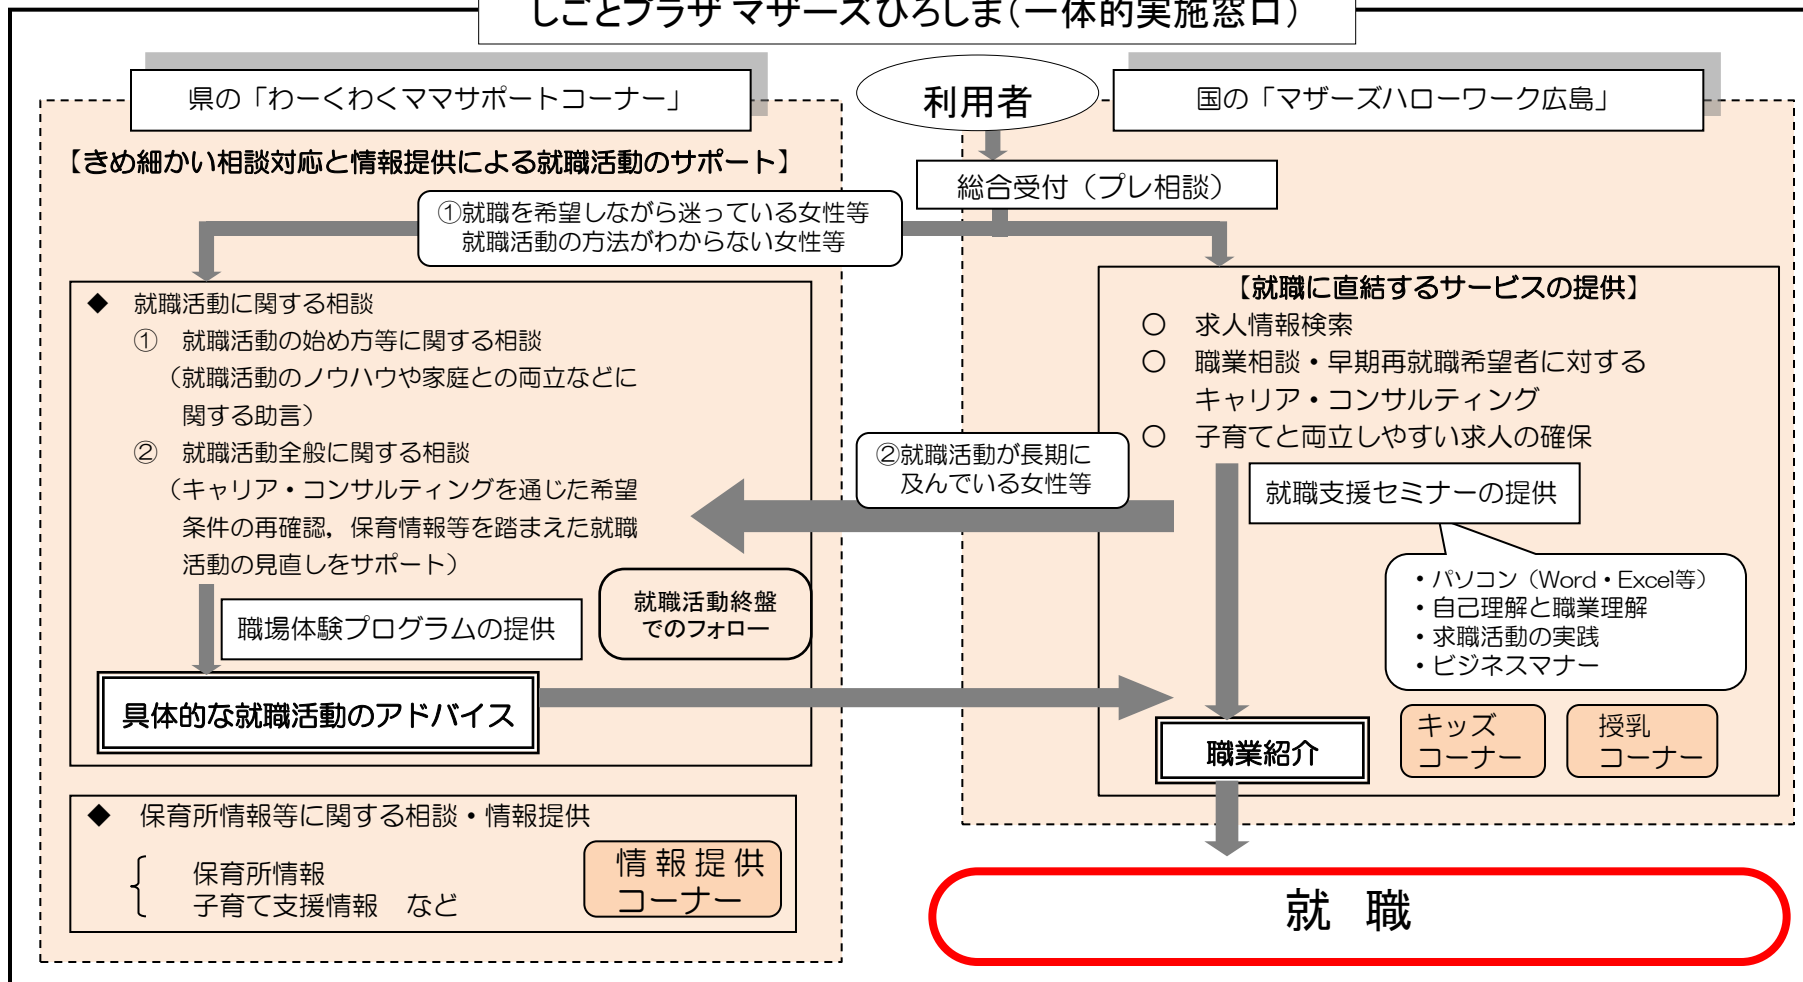 しごとプラザ マザーズひろしま（一体的実施窓口）
県の「わーくわくママサポートコーナー」
利用者
国の「マザーズハローワーク広島」
【きめ細かい相談対応と情報提供による就職活動のサポート】
総合受付（プレ相談）
①就職を希望しながら迷っている女性等
就職活動の方法がわからない女性等
◆ 就職活動に関する相談
① 就職活動の始め方等に関する相談
（就職活動のノウハウや家庭との両立などに
関する助言）
② 就職活動全般に関する相談
（キャリア・コンサルティングを通じた希望
条件の再確認，保育情報等を踏まえた就職
活動の見直しをサポート）
職場体験プログラムの提供
就職活動終盤
でのフォロー
具体的な就職活動のアドバイス
②就職活動が長期に
及んでいる女性等
【就職に直結するサービスの提供】
○ 求人情報検索
○ 職業相談・早期再就職希望者に対する
キャリア・コンサルティング
○ 子育てと両立しやすい求人の確保
就職支援セミナーの提供
・パソコン（Word・Excel等）
・自己理解と職業理解
・求職活動の実践
・ビジネスマナー
職業紹介
キッズ
コーナー
授乳
コーナー
◆ 保育所情報等に関する相談・情報提供
保育所情報
子育て支援情報 など
情報提供
コーナー
就 職